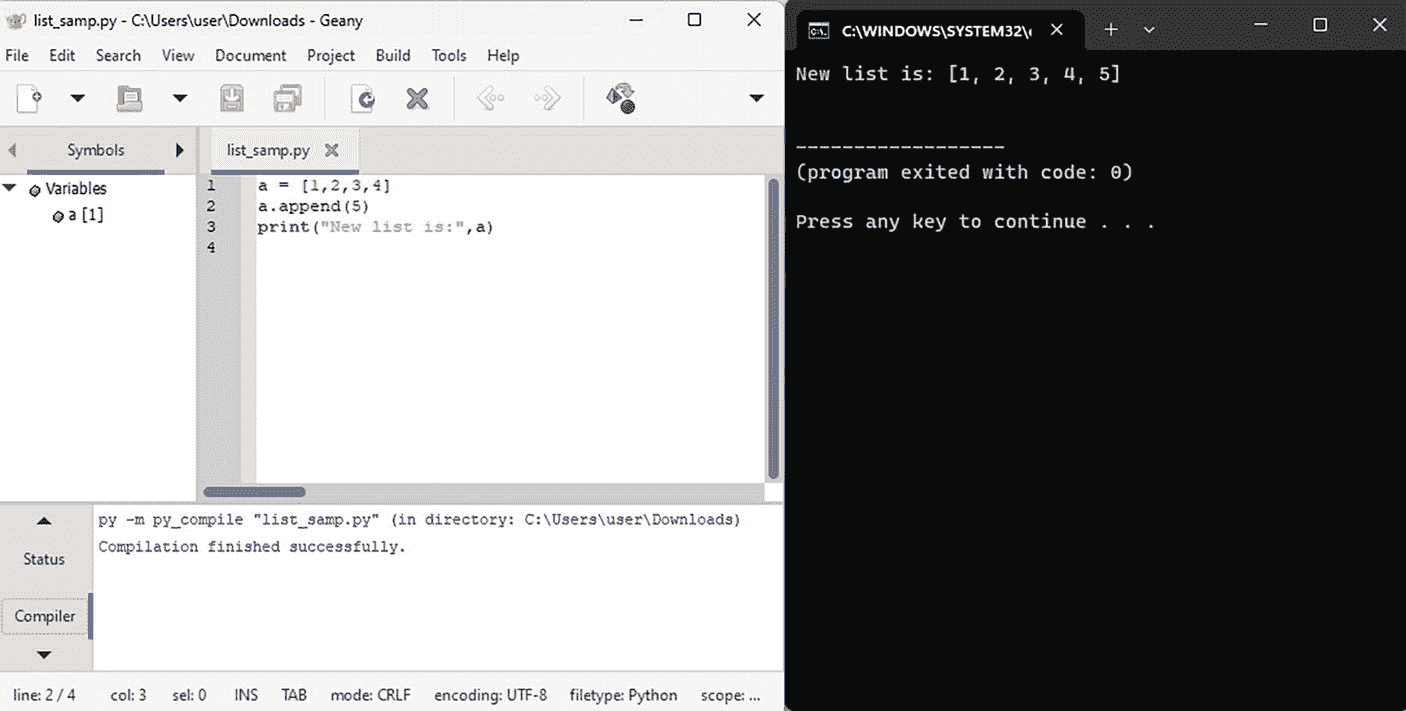 list_samp.py - C:\Users\user\Downloads - Geany
File Edit Search View Document Project Build Tools Help
Symbols
list_samp.py
Variables
a [1]
1 a = [1,2,3,4]
2 a.append(5)
3 print("New list is:",a)
4
py -m py_compile "list_samp.py" (in directory: C:\Users\user\Downloads)
Compilation finished successfully.
Status
Compiler
line: 2 / 4 col: 3 sel: 0 INS TAB mode: CRLF encoding: UTF-8 filetype: Python scope: ...
C:\WINDOWS\SYSTEM32\
New list is: [1, 2, 3, 4, 5]
------------------
(program exited with code: 0)
Press any key to continue . . .